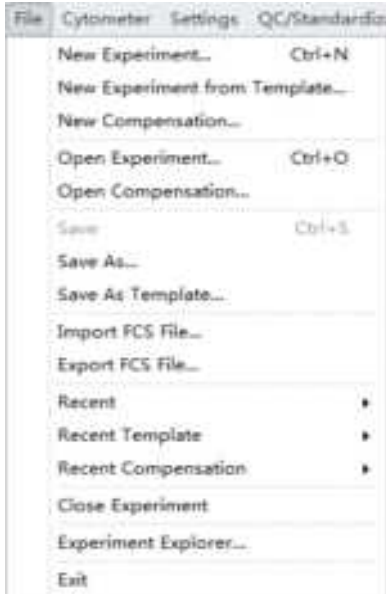 File Cytometer Settings QC/Standardiz
New Experiment... Ctrl+N
New Experiment from Template...
New Compensation...
Open Experiment... Ctrl+O
Open Compensation...
Save Ctrl+S
Save As...
Save As Template...
Import FCS File...
Export FCS File...
Recent
Recent Template
Recent Compensation
Close Experiment
Experiment Explorer...
Exit